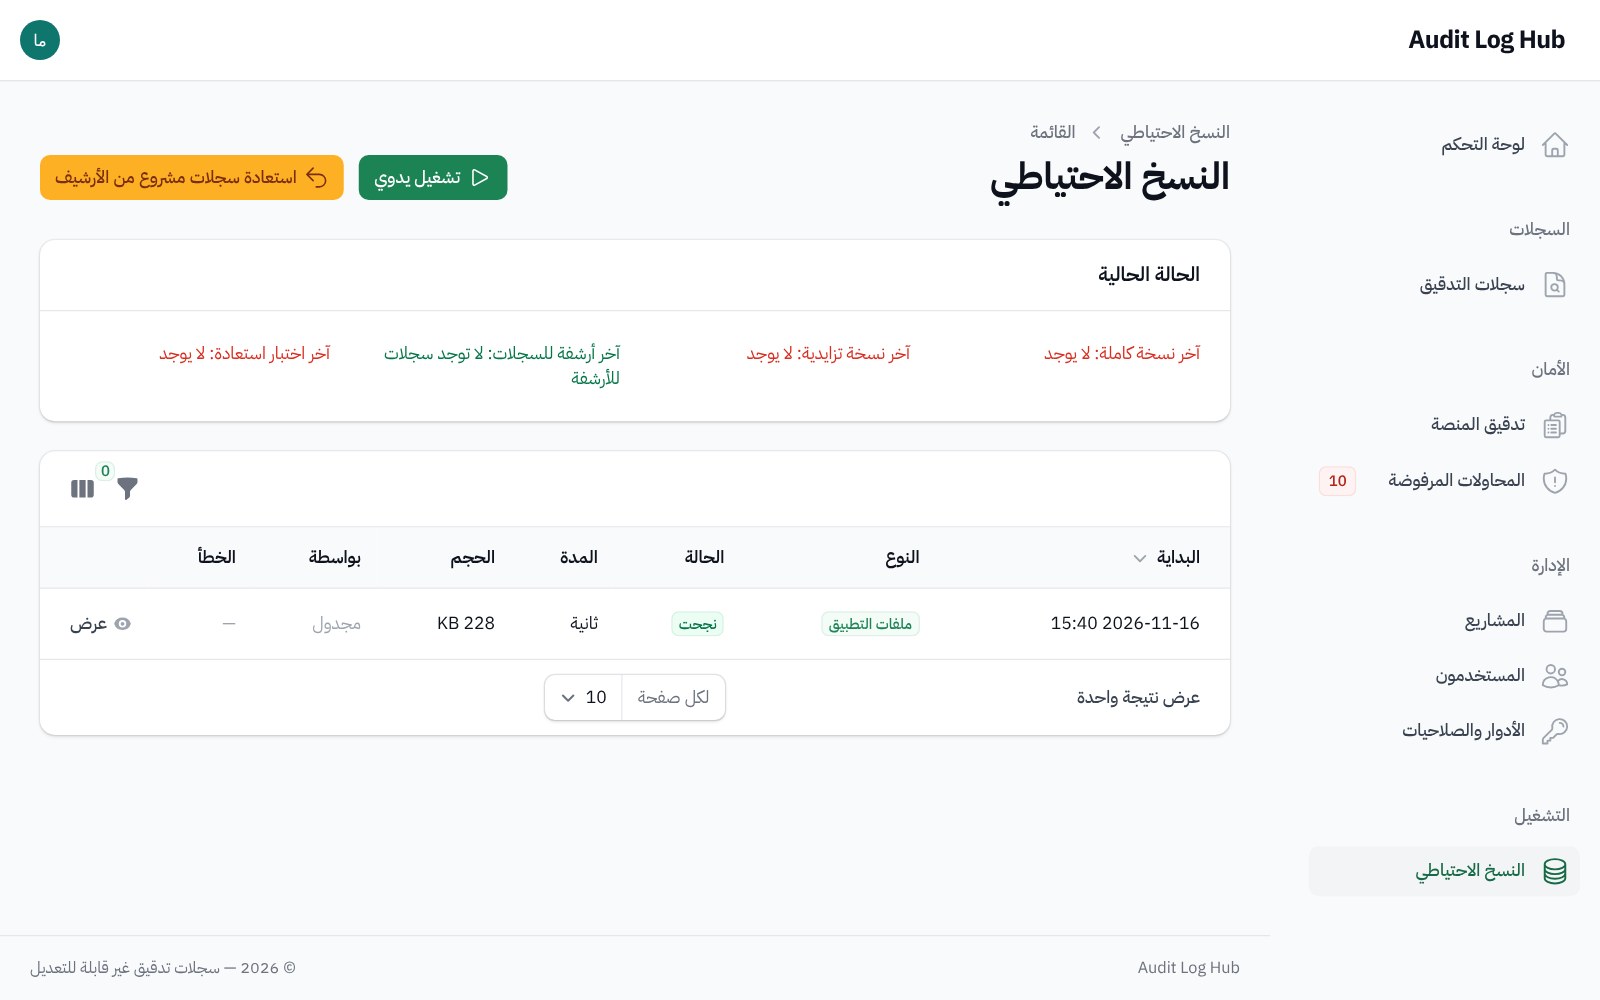 Audit Log Hub
ما
لوحة التحكم
السجلات
سجلات التدقيق
الأمان
تدقيق المنصة
المحاولات المرفوضة
10
الإدارة
المشاريع
المستخدمون
الأدوار والصلاحيات
التشغيل
النسخ الاحتياطي
النسخ الاحتياطي
القائمة
النسخ الاحتياطي
تشغيل يدوي
استعادة سجلات مشروع من الأرشيف
الحالة الحالية
آخر نسخة كاملة: لا يوجد
آخر نسخة تزايدية: لا يوجد
آخر أرشفة للسجلات: لا توجد سجلات
للأرشفة
آخر اختبار استعادة: لا يوجد
0
البداية النوع الحالة المدة الحجم بواسطة الخطأ
2026-11-16 15:40 ملفات التطبيق نجحت ثانية 228 KB مجدول — عرض
عرض نتيجة واحدة
لكل صفحة 10
Audit Log Hub
© 2026 — سجلات تدقيق غير قابلة للتعديل